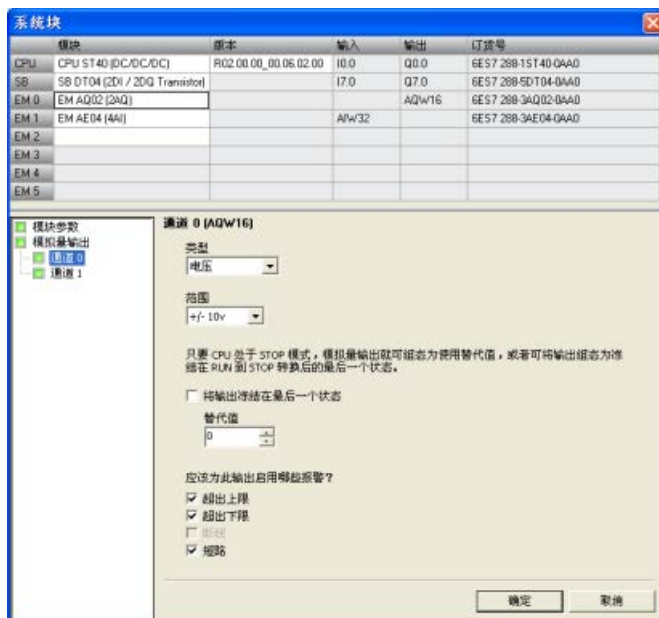 系统块
模块 版本 输入 输出 订货号
CPU CPU ST40 (DC/DC/DC) R02.00.00_00.06.02.00 I0.0 Q0.0 6ES7 288-1ST40-0AA0
SB SB DT04 (2DI / 2DQ Transistor) I7.0 Q7.0 6ES7 288-5DT04-0AA0
EM 0 EM AQ02 (2AQ) AQW16 6ES7 288-3AQ02-0AA0
EM 1 EM AE04 (4AI) AIW32 6ES7 288-3AE04-0AA0
EM 2
EM 3
EM 4
EM 5
模块参数
模拟量输出
通道 0
通道 1
通道 0 (AQW16)
类型
电压
范围
+/- 10v
只要 CPU 处于 STOP 模式，模拟量输出就可组态为使用替代值，或者可将输出组态为冻
结在 RUN 到 STOP 转换后的最后一个状态。
将输出冻结在最后一个状态
替代值
0
应该为此输出启用哪些报警？
超出上限
超出下限
断线
短路
确定 取消